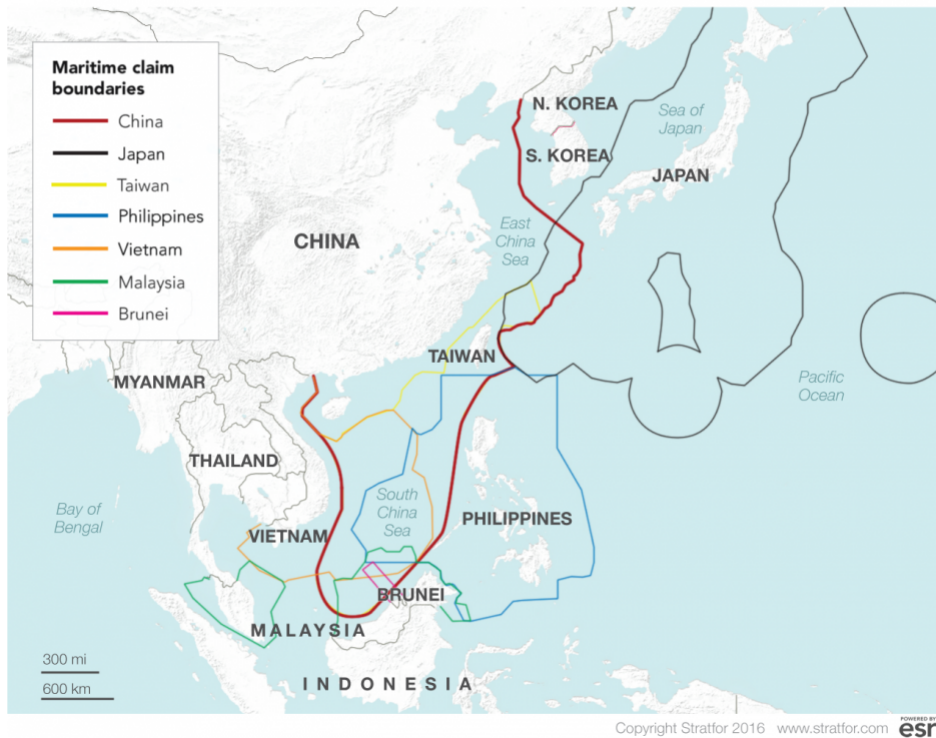 Maritime claim
boundaries
China
Japan
Taiwan
Philippines
Vietnam
Malaysia
Brunei
N. KOREA
Sea of
Japan
S. KOREA
JAPAN
East
China
Sea
CHINA
TAIWAN
MYANMAR
Pacific
Ocean
THAILAND
South
China
Sea
Bay of
Bengal
PHILIPPINES
VIETNAM
BRUNEI
MALAYSIA
300 mi
600 km
INDONESIA
Copyright Stratfor 2016 www.stratfor.com
POWERED BY
esr